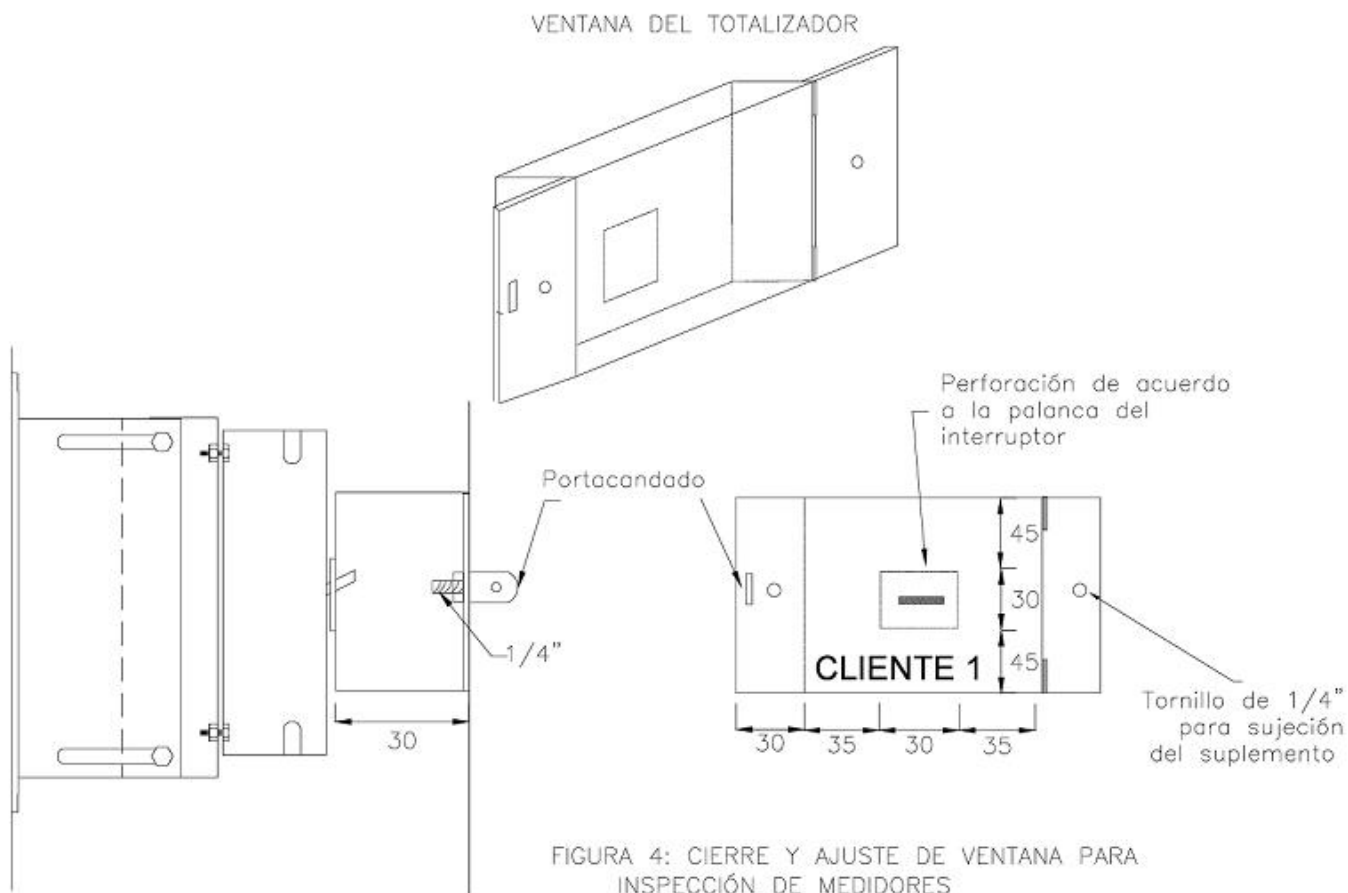 VENTANA DEL TOTALIZADOR
Perforación de acuerdo
a la palanca del
interruptor
Portacandado
45
30
45
1/4"
CLIENTE 1
30
30
35
30
35
Tornillo de 1/4"
para sujeción
del suplemento
FIGURA 4: CIERRE Y AJUSTE DE VENTANA PARA
INSPECCIÓN DE MEDIDORES